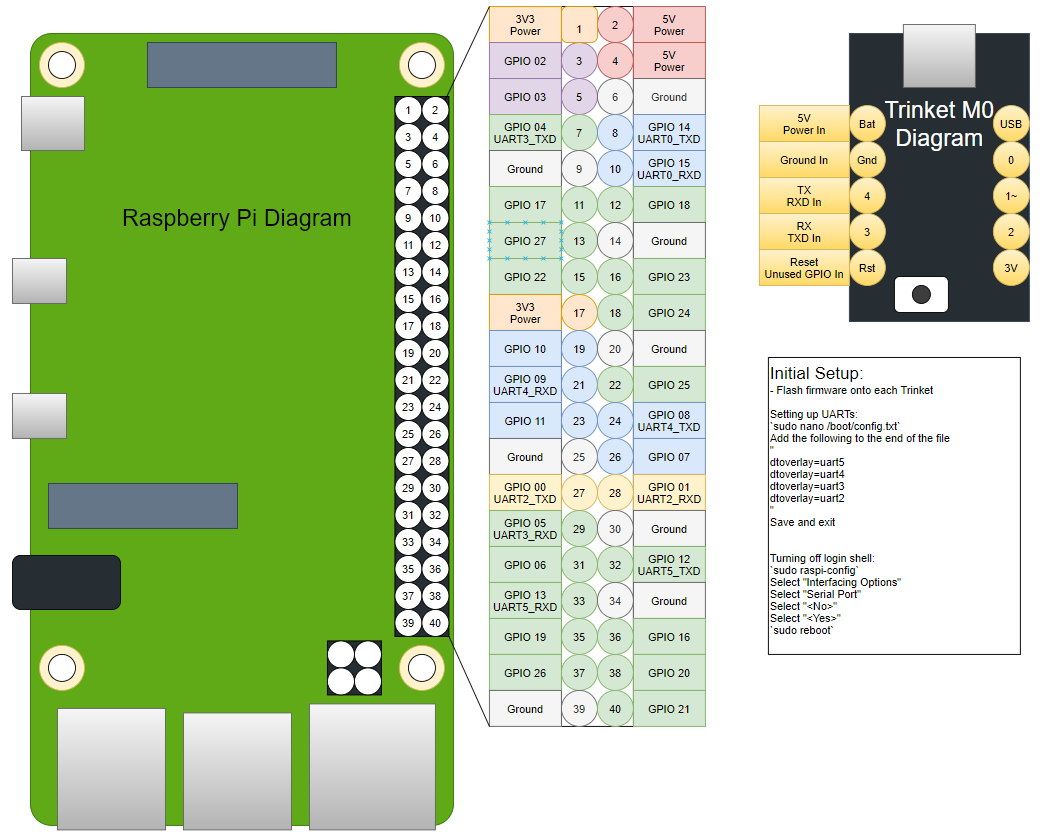 Raspberry Pi Diagram
1 2
3 4
5 6
7 8
9 10
11 12
13 14
15 16
17 18
19 20
21 22
23 24
25 26
27 28
29 30
31 32
33 34
35 36
37 38
39 40
3V3
Power
1
2
5V
Power
GPIO 02
3
4
5V
Power
GPIO 03
5
6
Ground
GPIO 04
UART3_TXD
7
8
GPIO 14
UART0_TXD
Ground
9
10
GPIO 15
UART0_RXD
GPIO 17
11
12
GPIO 18
GPIO 27
13
14
Ground
GPIO 22
15
16
GPIO 23
3V3
Power
17
18
GPIO 24
GPIO 10
19
20
Ground
GPIO 09
UART4_RXD
21
22
GPIO 25
GPIO 11
23
24
GPIO 08
UART4_TXD
Ground
25
26
GPIO 07
GPIO 00
UART2_TXD
27
28
GPIO 01
UART2_RXD
GPIO 05
UART3_RXD
29
30
Ground
GPIO 06
31
32
GPIO 12
UART5_TXD
GPIO 13
UART5_RXD
33
34
Ground
GPIO 19
35
36
GPIO 16
GPIO 26
37
38
GPIO 20
Ground
39
40
GPIO 21
Trinket M0
Diagram
5V
Power In
Bat
USB
Ground In
Gnd
0
TX
RXD In
4
1~
RX
TXD In
3
2
Reset
Unused GPIO In
Rst
3V
Initial Setup:
- Flash firmware onto each Trinket
Setting up UARTs:
`sudo nano /boot/config.txt`
Add the following to the end of the file
"
dtoverlay=uart5
dtoverlay=uart4
dtoverlay=uart3
dtoverlay=uart2
"
Save and exit
Turning off login shell:
`sudo raspi-config`
Select "Interfacing Options"
Select "Serial Port"
Select "<No>"
Select "<Yes>"
`sudo reboot`